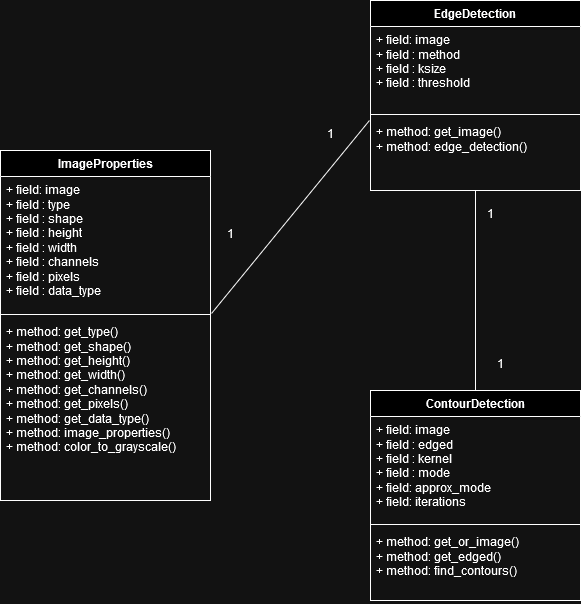 EdgeDetection
+ field: image
+ field : method
+ field : ksize
+ field : threshold
+ method: get_image()
+ method: edge_detection()
1
1
ImageProperties
+ field: image
+ field : type
+ field : shape
+ field : height
+ field : width
+ field : channels
+ field : pixels
+ field : data_type
+ method: get_type()
+ method: get_shape()
+ method: get_height()
+ method: get_width()
+ method: get_channels()
+ method: get_pixels()
+ method: get_data_type()
+ method: image_properties()
+ method: color_to_grayscale()
1
1
ContourDetection
+ field: image
+ field : edged
+ field: kernel
+ field : mode
+ field: approx_mode
+ field: iterations
+ method: get_or_image()
+ method: get_edged()
+ method: find_contours()